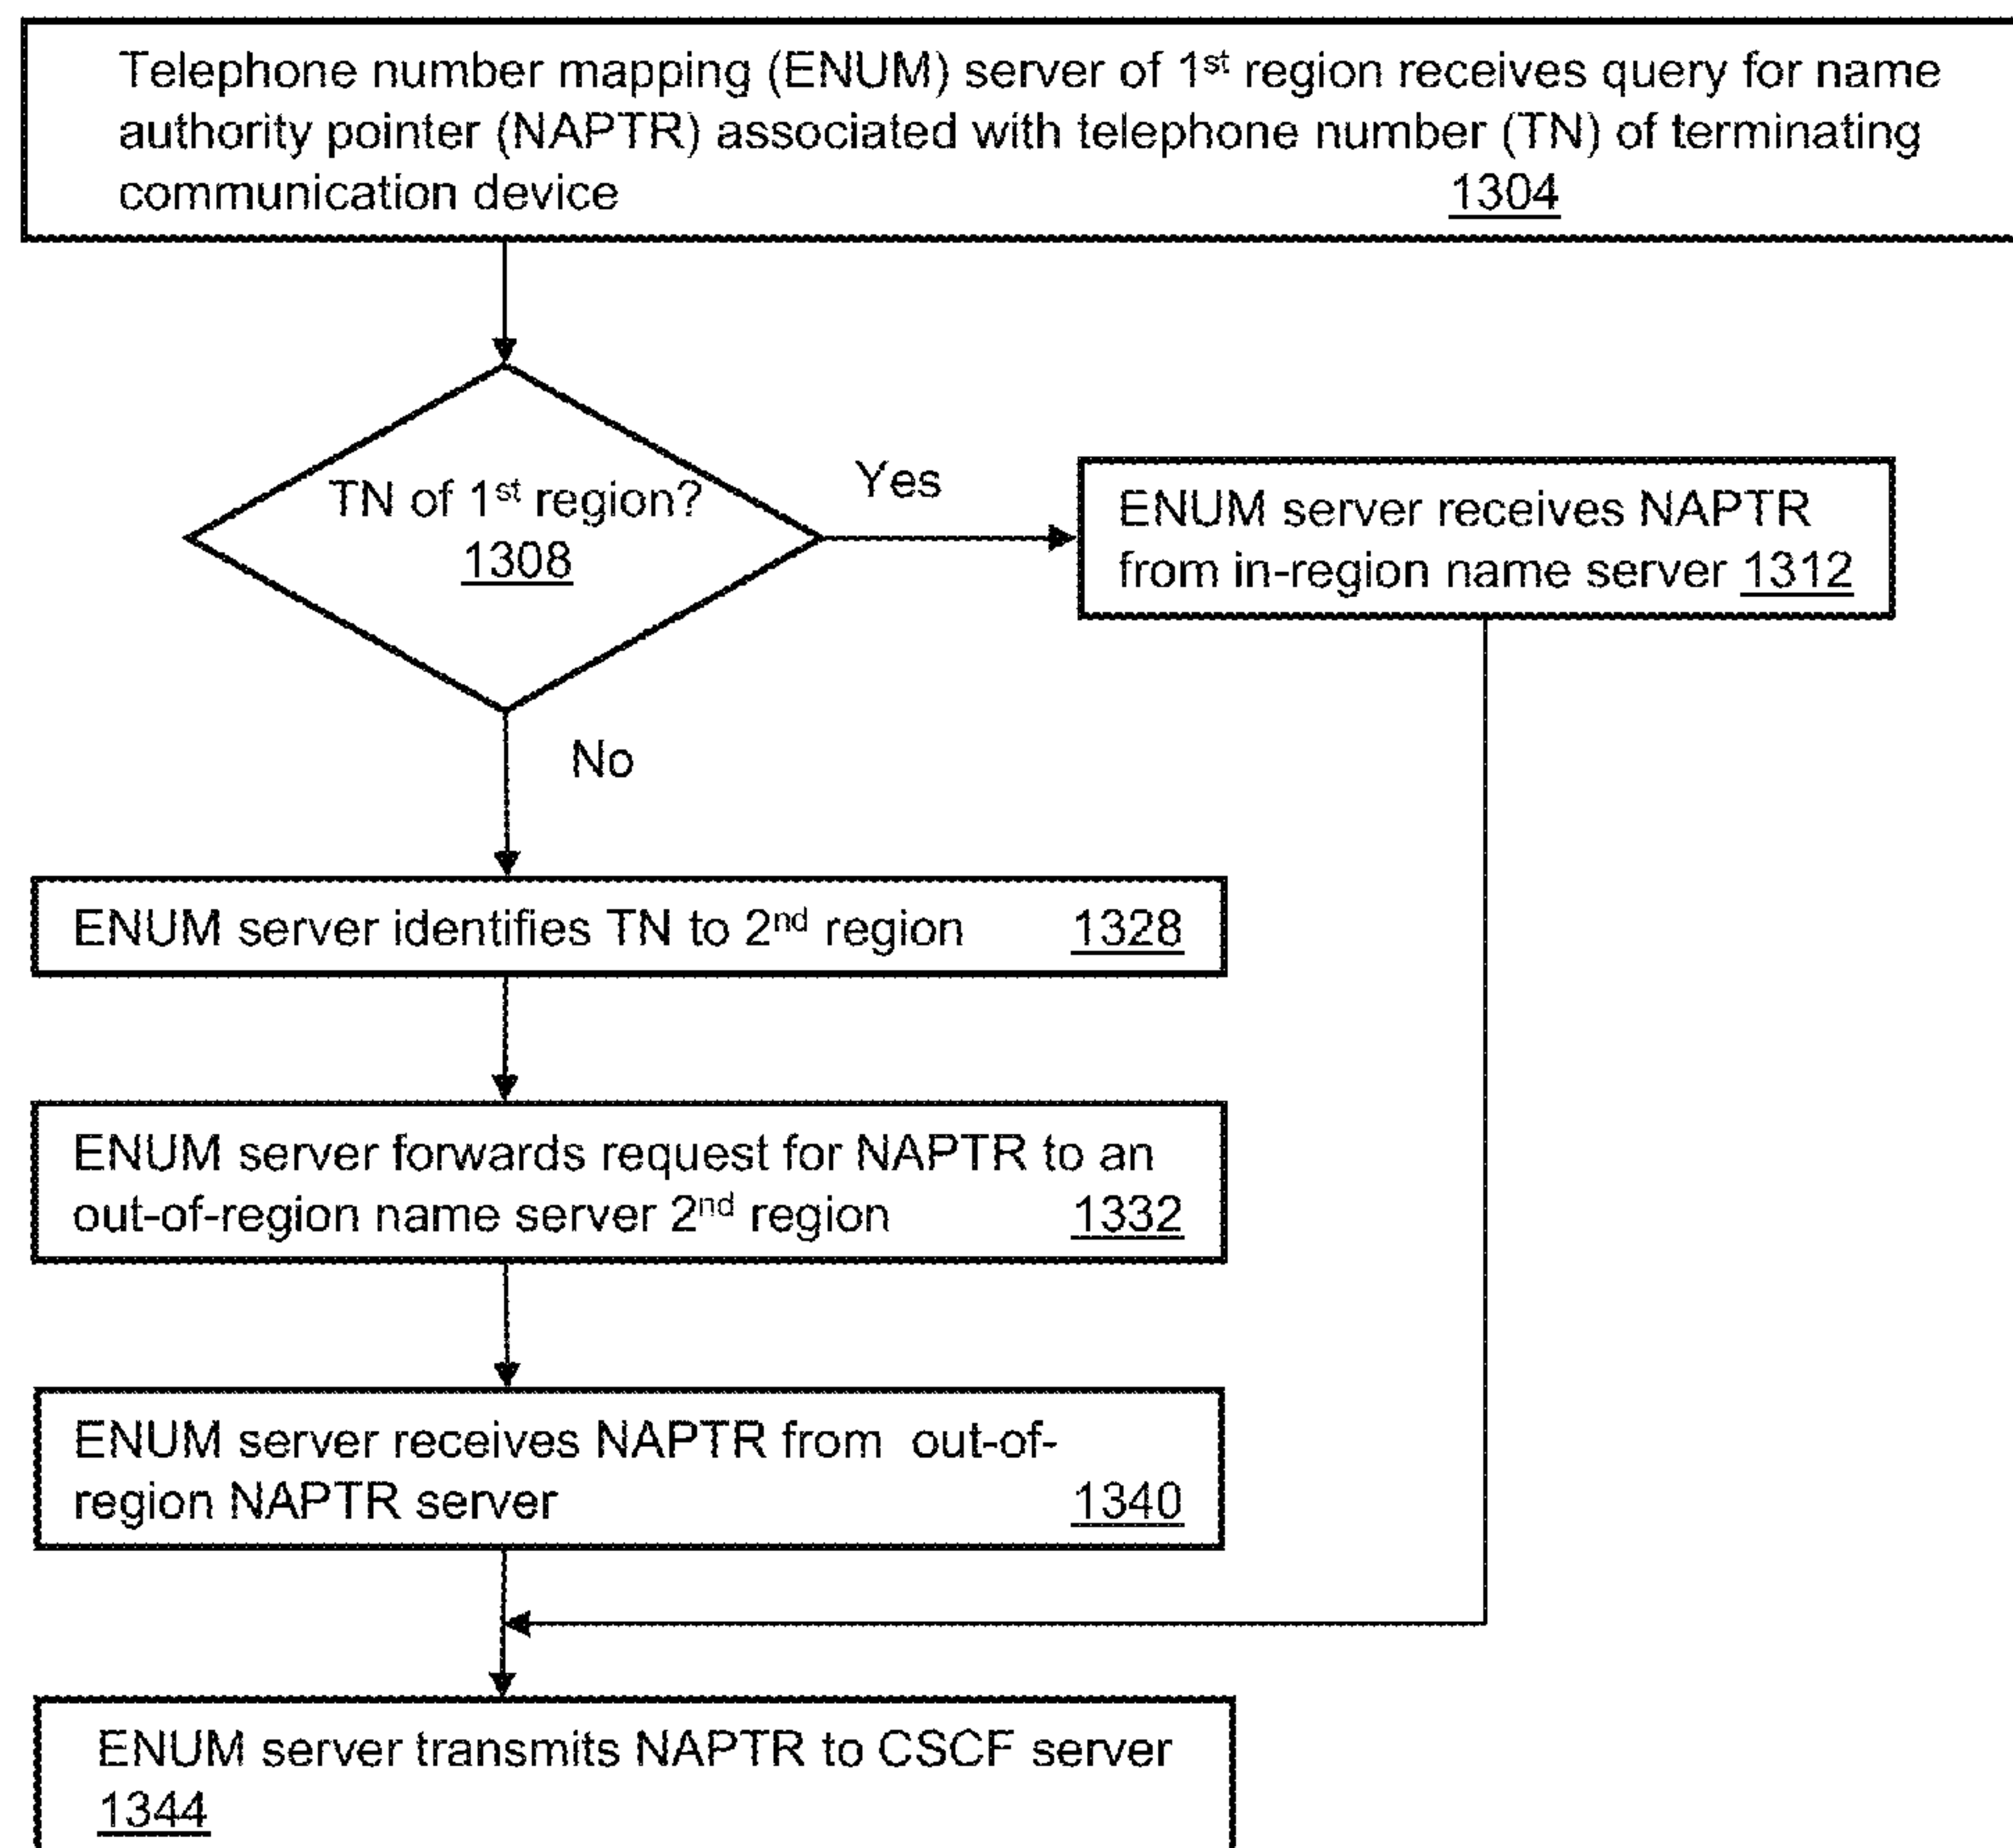 Telephone number mapping (ENUM) server of 1st region receives query for name
authority pointer (NAPTR) associated with telephone number (TN) of terminating
communication device 1304
TN of 1st region?
1308
Yes
ENUM server receives NAPTR
from in-region name server 1312
No
ENUM server identifies TN to 2nd region 1328
ENUM server forwards request for NAPTR to an
out-of-region name server 2nd region 1332
ENUM server receives NAPTR from out-of-
region NAPTR server 1340
ENUM server transmits NAPTR to CSCF server
1344